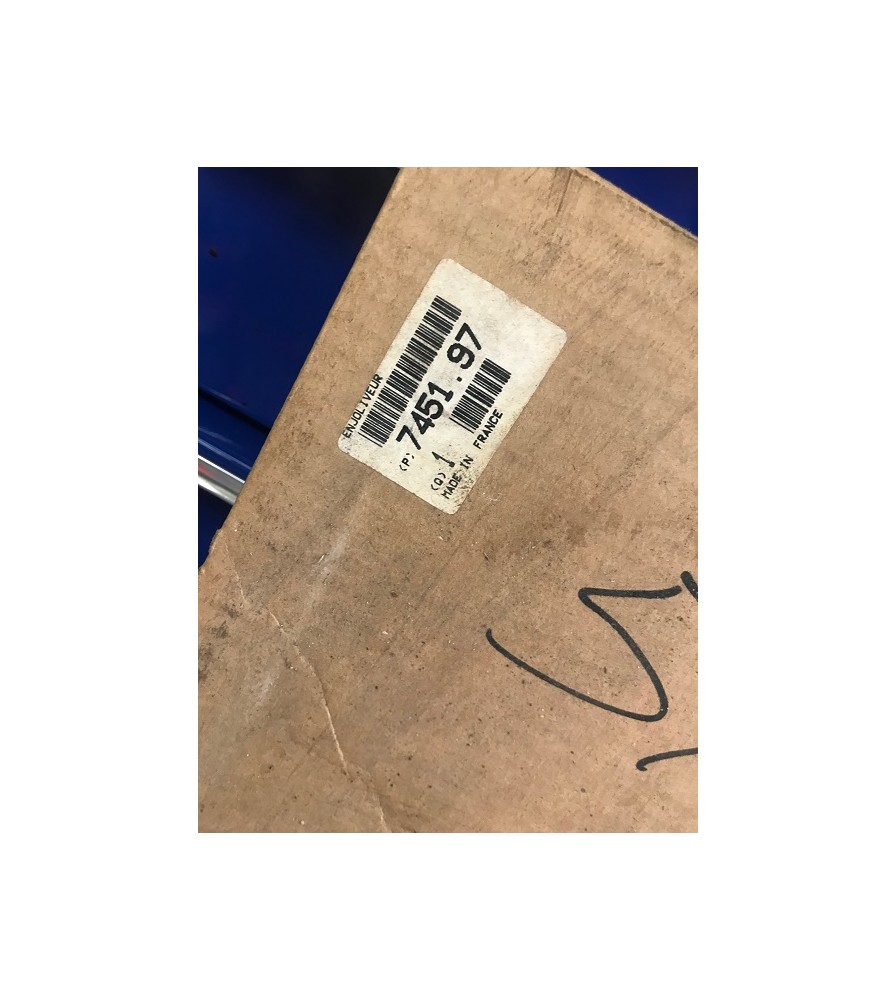 ENJOLIVEUR
(P) 7451.97
(Q) 1
MADE IN FRANCE